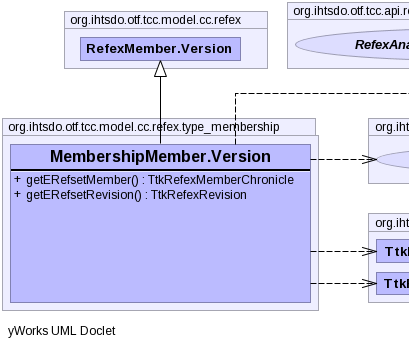 org.ihtsdo.otf.tcc.model.cc.refex
RefexMember.Version
org.ihtsdo.otf.tcc.api.re
RefexAna
org.ihtsdo.otf.tcc.model.cc.refex.type_membership
MembershipMember.Version
+ getERefsetMember() : TtkRefexMemberChronicle
+ getERefsetRevision() : TtkRefexRevision
org.iht
org.iht
Ttk
Ttk
yWorks UML Doclet